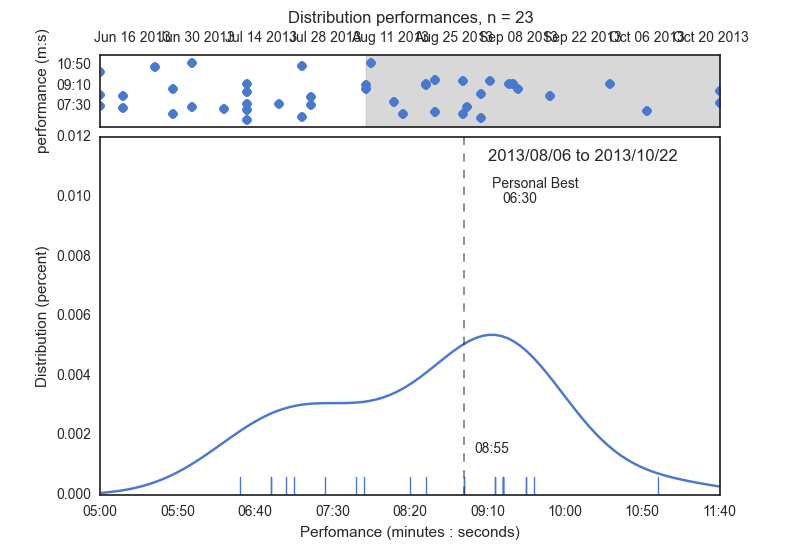 Distribution performances, n = 23
Jun 16 2013 Jun 30 2013 Jul 14 2013 Jul 28 2013 Aug 11 2013 Aug 25 2013 Sep 08 2013 Sep 22 2013 Oct 06 2013 Oct 20 2013
performance (m:s)
10:50
09:10
07:30
0.012
2013/08/06 to 2013/10/22
Personal Best
06:30
0.010
0.008
0.006
0.004
0.002
0.000
Distribution (percent)
08:55
05:00 05:50 06:40 07:30 08:20 09:10 10:00 10:50 11:40
Perfomance (minutes : seconds)